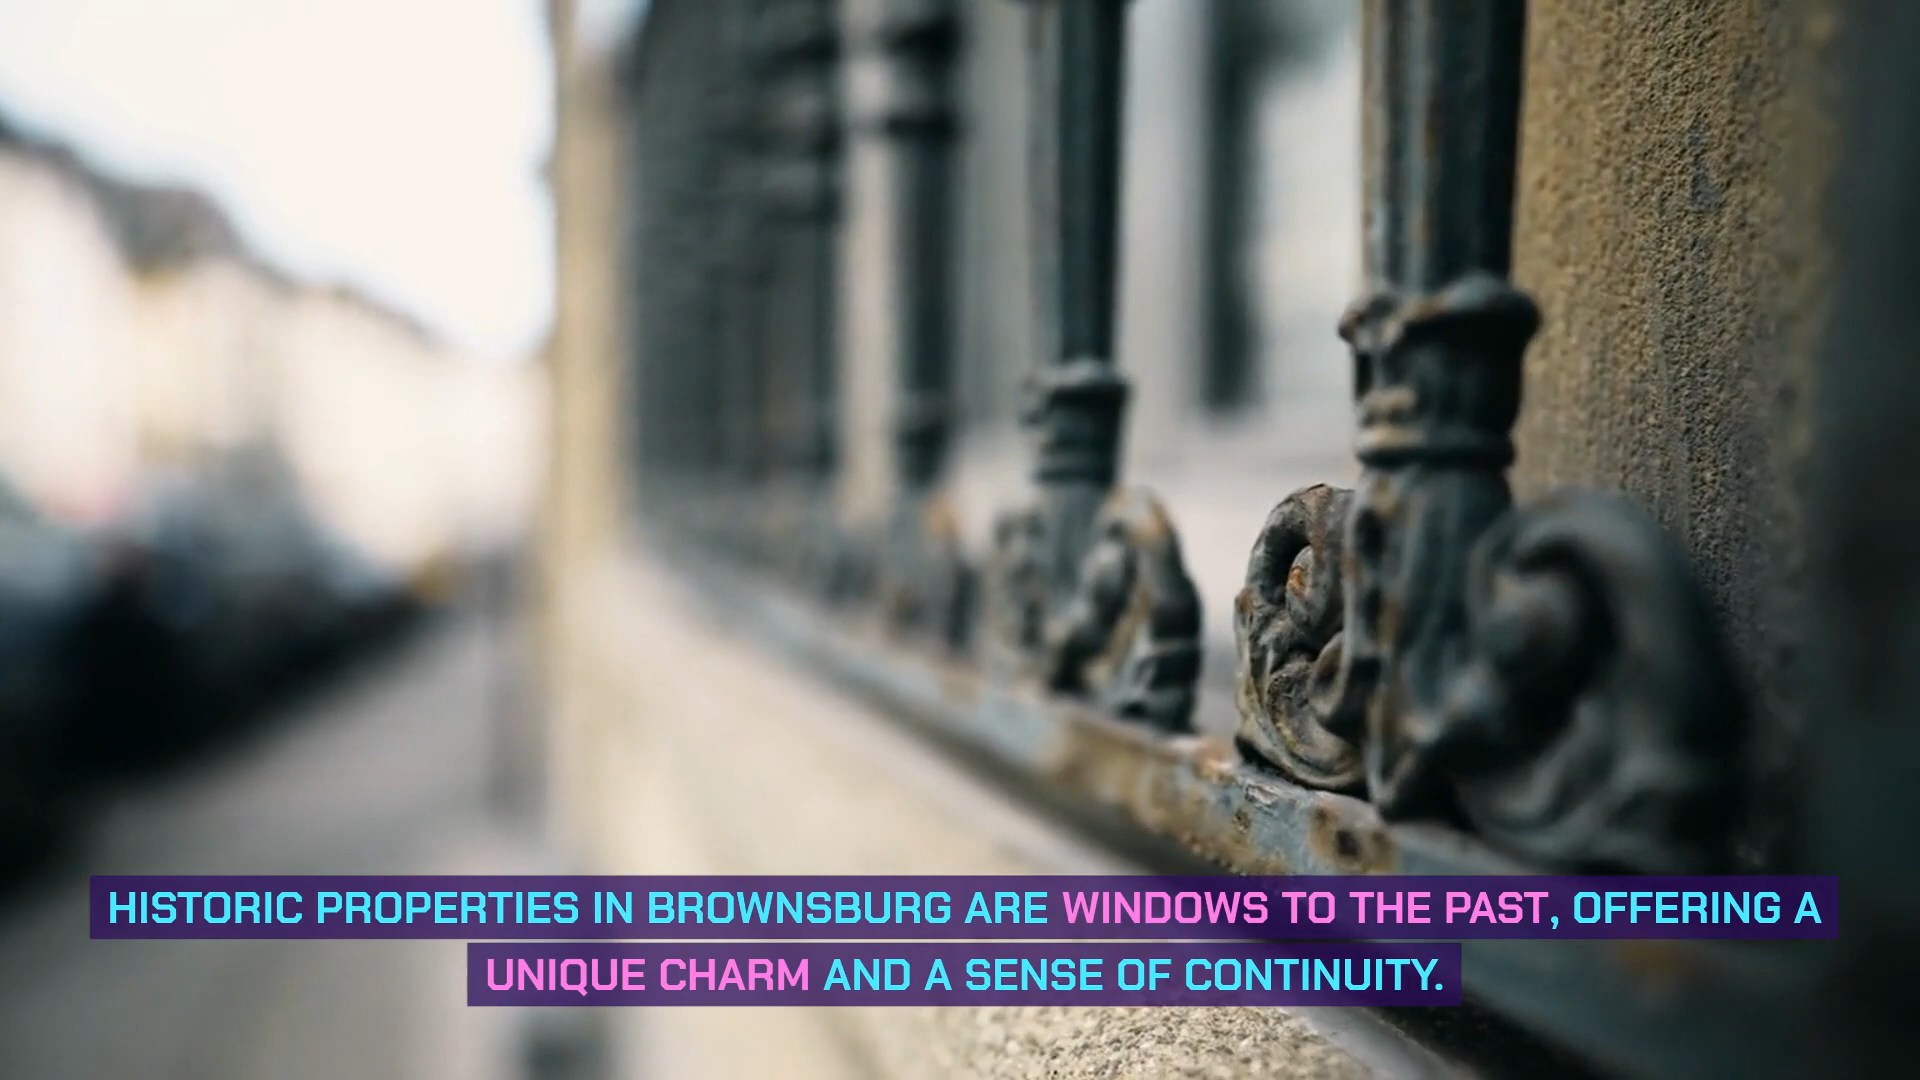 HISTORIC PROPERTIES IN BROWNSBURG ARE WINDOWS TO THE PAST, OFFERING A
UNIQUE CHARM AND A SENSE OF CONTINUITY.